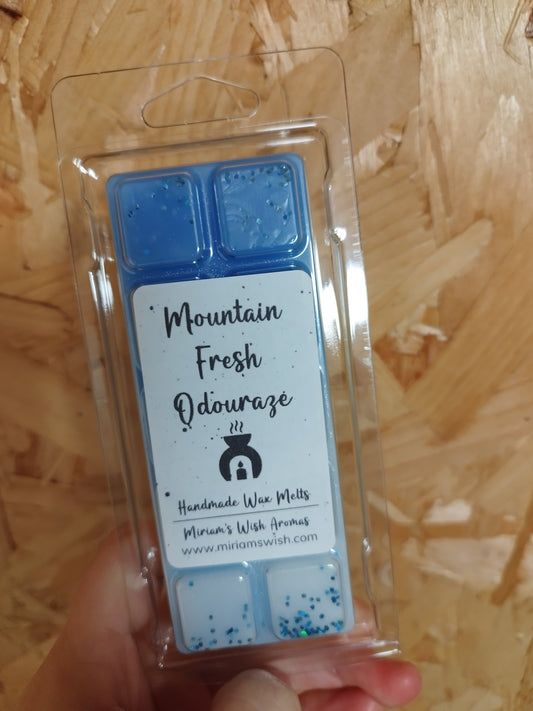 Mountain
Fresh
Odouraze
Handmade Wax Melts
Miriam's Wish Aromas
www.miriamswish.com